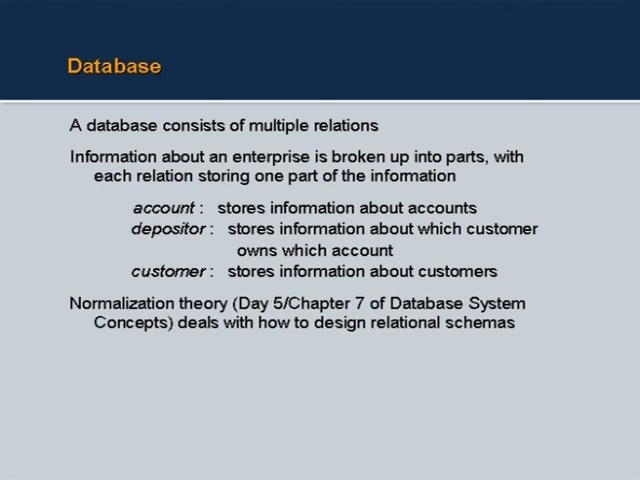 Database
A database consists of multiple relations
Information about an enterprise is broken up into parts, with
each relation storing one part of the information
account : stores information about accounts
depositor : stores information about which customer
owns which account
customer : stores information about customers
Normalization theory (Day 5/Chapter 7 of Database System
Concepts) deals with how to design relational schemas